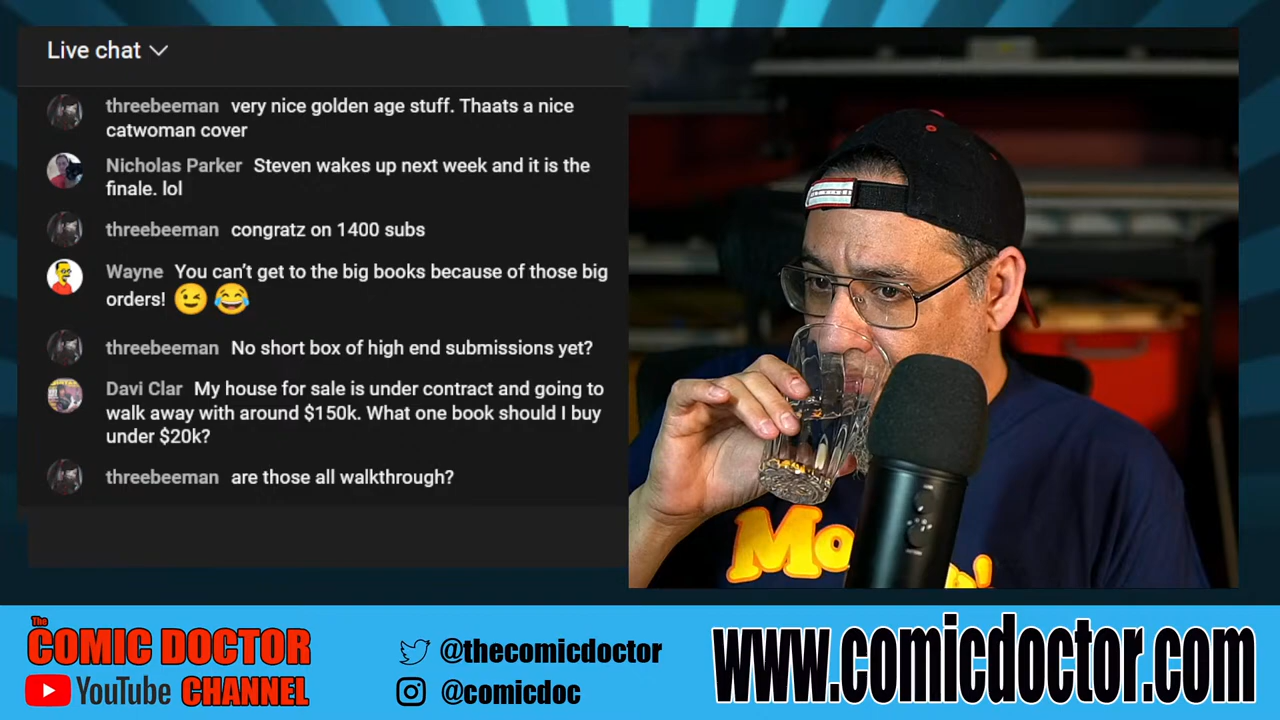 Live chat
threebeeman very nice golden age stuff. Thaats a nice
catwoman cover
Nicholas Parker Steven wakes up next week and it is the
finale. lol
threebeeman congratz on 1400 subs
Wayne You can't get to the big books because of those big
orders! 😉 😂
threebeeman No short box of high end submissions yet?
Davi Clar My house for sale is under contract and going to
walk away with around $150k. What one book should I buy
under $20k?
threebeeman are those all walkthrough?
The
COMIC DOCTOR
YouTube CHANNEL
@thecomicdoctor
@comicdoc
www.comicdoctor.com